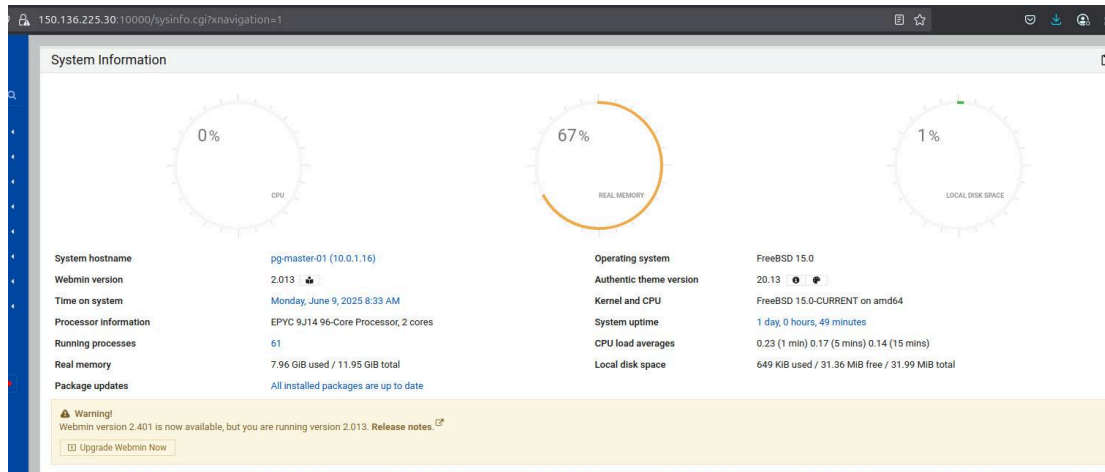 150.136.225.30:10000/sysinfo.cgi?xnavigation=1
System Information
0%
CPU
67%
REAL MEMORY
1%
LOCAL DISK SPACE
System hostname pg-master-01 (10.0.1.16) Operating system FreeBSD 15.0
Webmin version 2.013 Authentic theme version 20.13
Time on system Monday, June 9, 2025 8:33 AM Kernel and CPU FreeBSD 15.0-CURRENT on amd64
Processor information EPYC 9J14 96-Core Processor, 2 cores System uptime 1 day, 0 hours, 49 minutes
Running processes 61 CPU load averages 0.23 (1 min) 0.17 (5 mins) 0.14 (15 mins)
Real memory 7.96 GiB used / 11.95 GiB total Local disk space 649 KiB used / 31.36 MiB free / 31.99 MiB total
Package updates All installed packages are up to date
Warning!
Webmin version 2.401 is now available, but you are running version 2.013. Release notes.
Upgrade Webmin Now